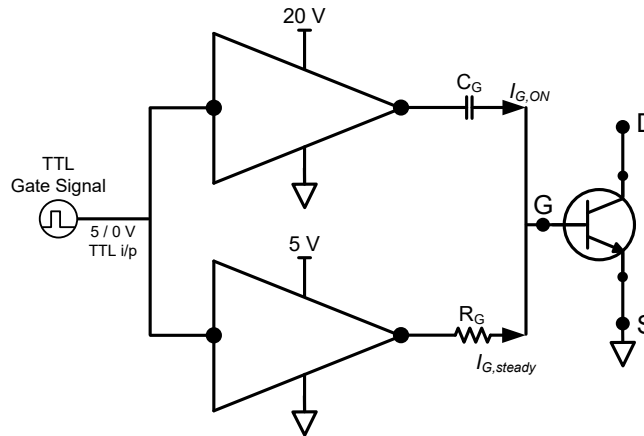 20 V
C_G
I_G,ON
D
TTL
Gate Signal
5 / 0 V
TTL i/p
G
5 V
R_G
I_G,steady
S